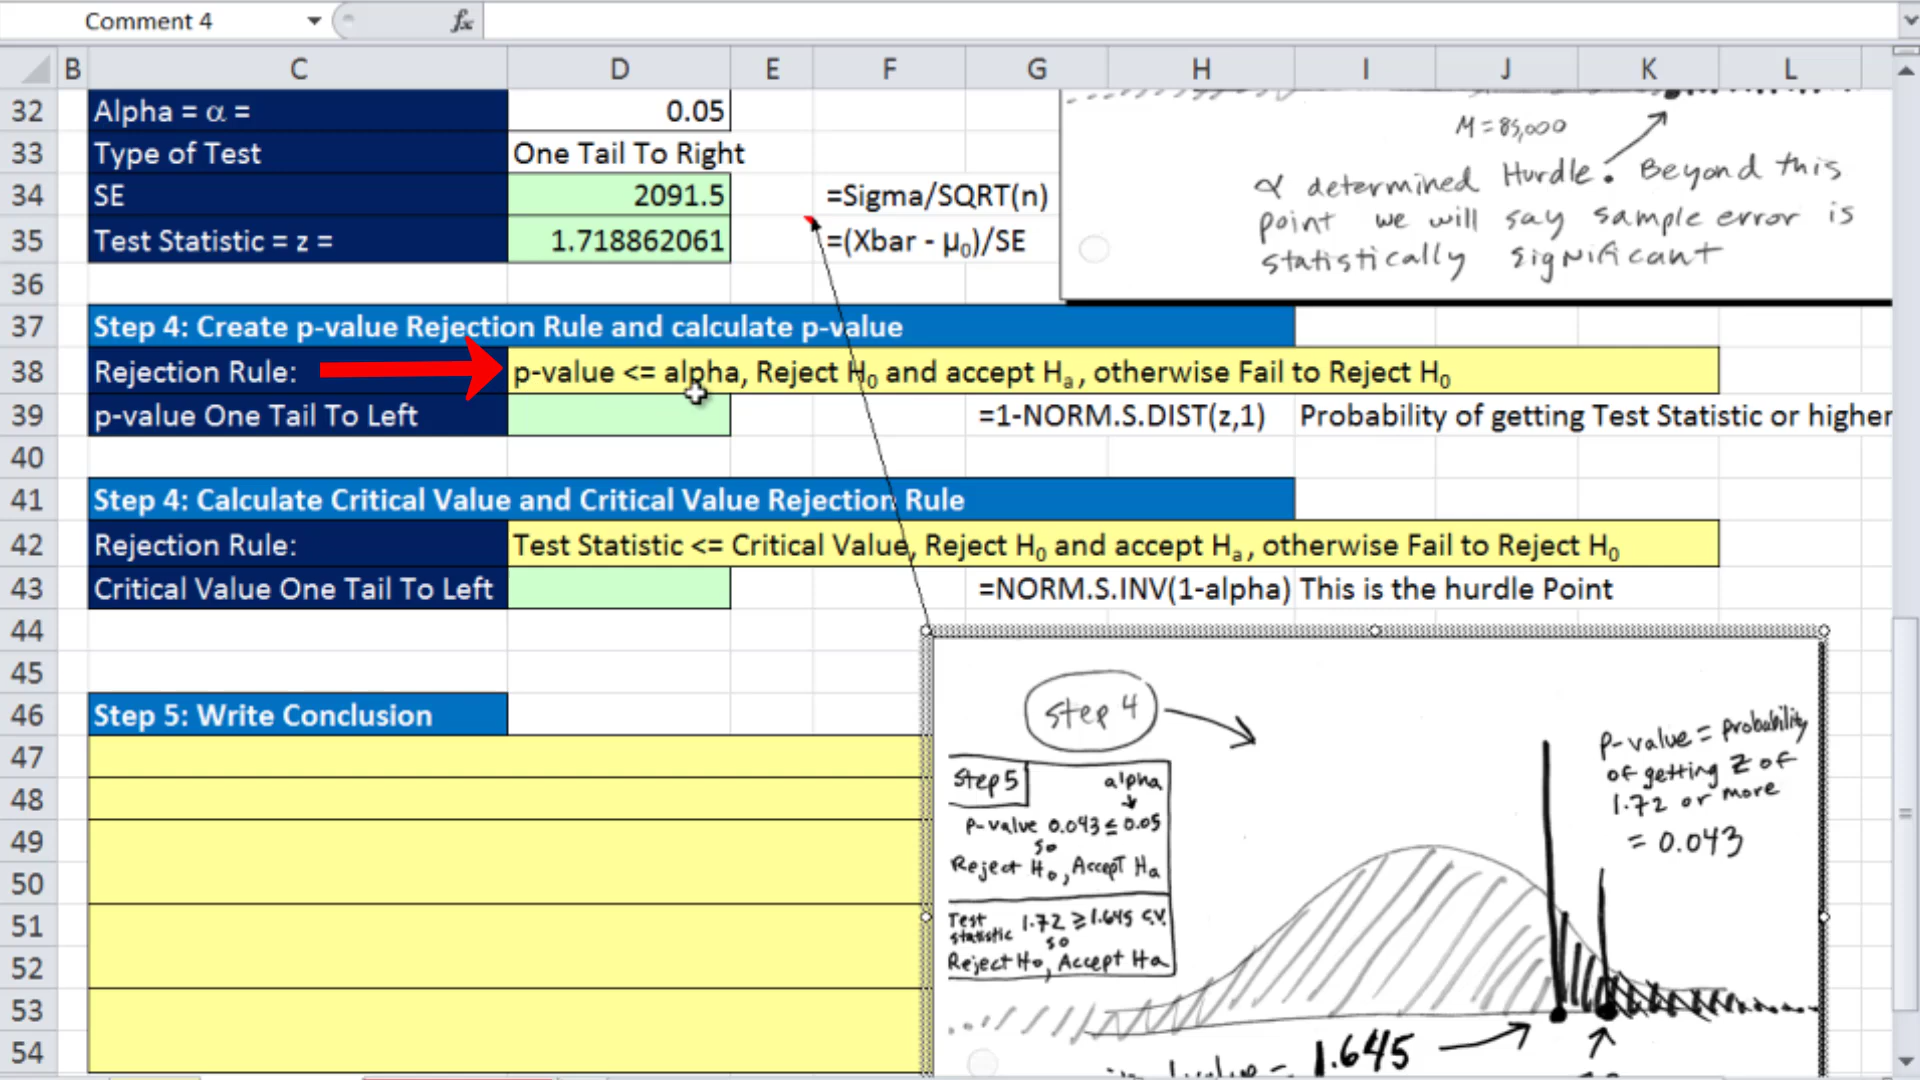 Comment 4
fx
B C D E F G H I J K L
32 Alpha = α = 0.05
33 Type of Test One Tail To Right
34 SE 2091.5 =Sigma/SQRT(n)
35 Test Statistic = z = 1.718862061 =(Xbar - µ₀)/SE
M = 85,000
α determined Hurdle. Beyond this
point we will say sample error is
statistically significant
36
37 Step 4: Create p-value Rejection Rule and calculate p-value
38 Rejection Rule: p-value <= alpha, Reject H₀ and accept Hₐ, otherwise Fail to Reject H₀
39 p-value One Tail To Left =1-NORM.S.DIST(z,1) Probability of getting Test Statistic or higher
40
41 Step 4: Calculate Critical Value and Critical Value Rejection Rule
42 Rejection Rule: Test Statistic <= Critical Value, Reject H₀ and accept Hₐ, otherwise Fail to Reject H₀
43 Critical Value One Tail To Left =NORM.S.INV(1-alpha) This is the hurdle Point
44
45
46 Step 5: Write Conclusion
47
48
49
50
51
52
53
54
Step 4
Step 5 alpha
p-value 0.043 ≤ 0.05
so
Reject H₀, Accept Hₐ
Test statistic 1.72 ≥ 1.645 C.V.
so
Reject H₀, Accept Ha
P-value = probability
of getting Z of
1.72 or more
= 0.043
value = 1.645